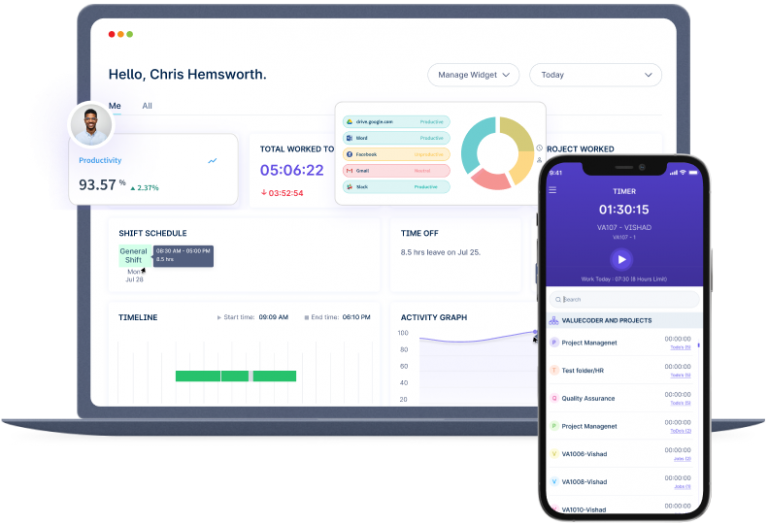 Hello, Chris Hemsworth.
Manage Widget
Today
Me
All
Productivity
93.57 %
2.37%
TOTAL WORKED TO
05:06:22
03:52:54
drive.google.com
Productive
Word
Productive
Facebook
Unproductive
Gmail
Neutral
Slack
Productive
ROJECT WORKED
SHIFT SCHEDULE
General
Shift
08:30 AM - 05:00 PM
8.5 hrs
Mon
Jul 26
TIME OFF
8.5 hrs leave on Jul 25.
TIMELINE
Start time: 09:09 AM
End time: 06:10 PM
ACTIVITY GRAPH
100
80
60
40
20
9:41
TIMER
01:30:15
VA107 - VISHAD
VA107 - 1
Work Today : 07:30 (8 Hours Limit)
Search
VALUECODER AND PROJECTS
P
Project Managenet
00:00:00
T
Test folder/HR
00:00:00
Q
Quality Assurance
00:00:00
P
Project Managenet
00:00:00
V
VA1006-Vishad
00:00:00
V
VA1008-Vishad
00:00:00
VA1010-Vishad
00:00:00